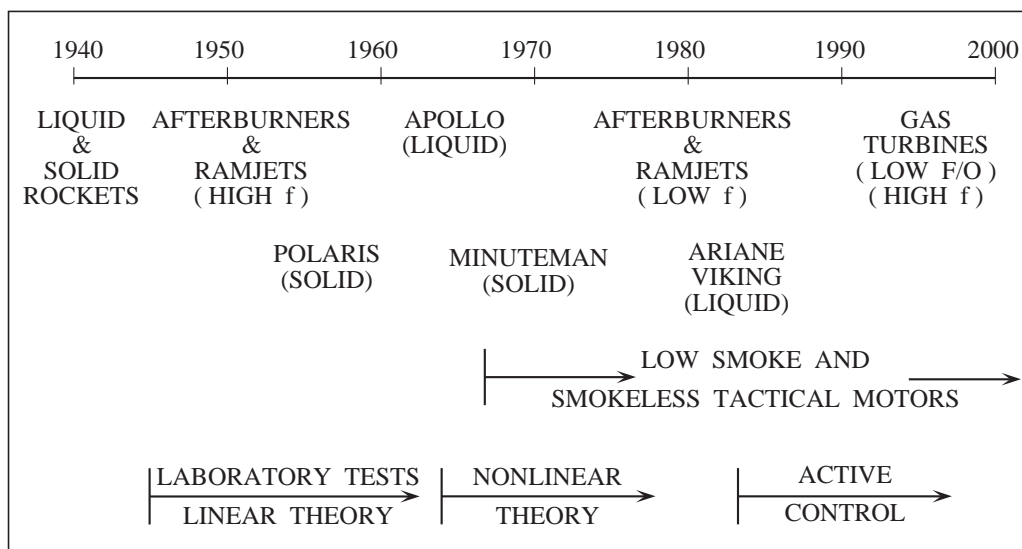 1940 1950 1960 1970 1980 1990 2000
LIQUID AFTERBURNERS APOLLO AFTERBURNERS GAS
& & (LIQUID) & TURBINES
SOLID RAMJETS RAMJETS ( LOW F/O )
ROCKETS ( HIGH f ) ( LOW f ) ( HIGH f )
POLARIS MINUTEMAN ARIANE
(SOLID) (SOLID) VIKING
(LIQUID)
LOW SMOKE AND
SMOKELESS TACTICAL MOTORS
LABORATORY TESTS NONLINEAR ACTIVE
LINEAR THEORY THEORY CONTROL